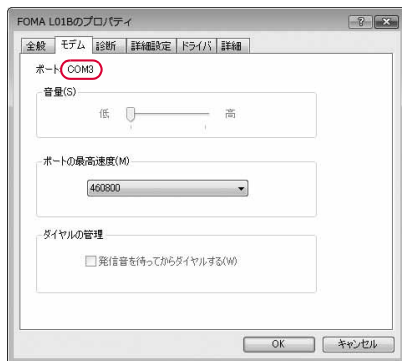 FOMA L01Bのプロパティ
全般 モデム 診断 詳細設定 ドライバ 詳細
ポート: COM3
音量(S)
低 高
ポートの最高速度(M)
460800
ダイヤルの管理
発信音を待ってからダイヤルする(W)
OK キャンセル